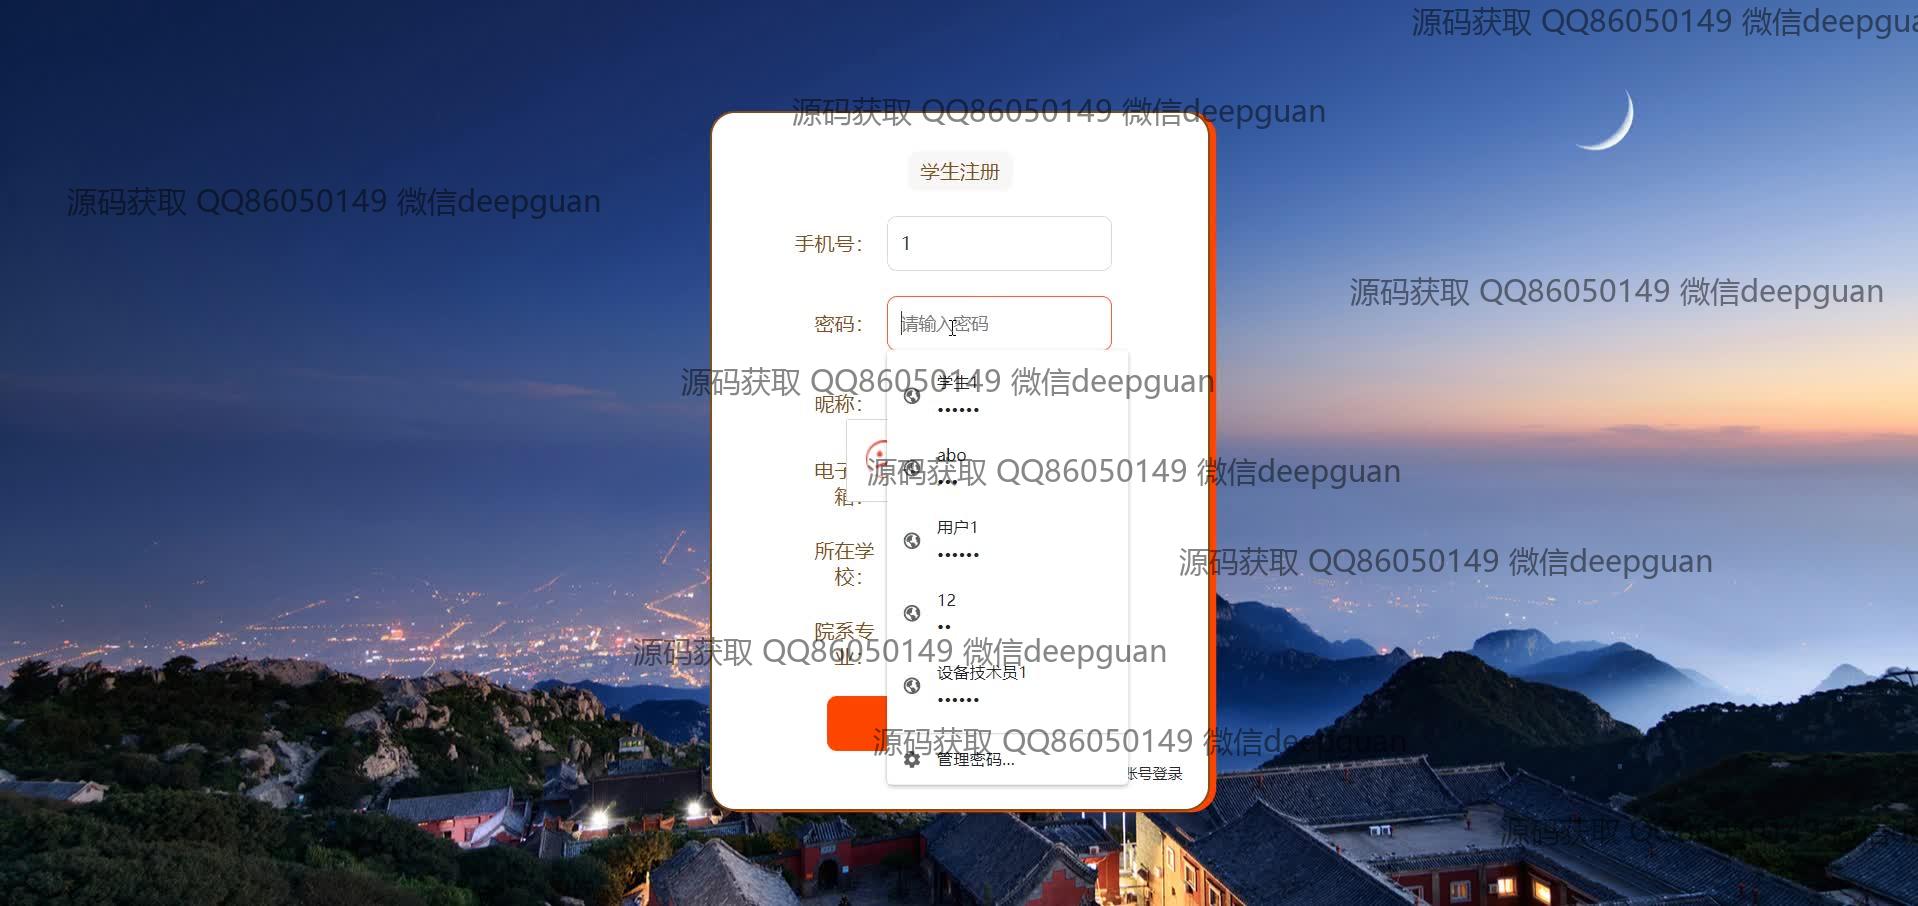 源码获取 QQ86050149 微信deepgua
源码获取 QQ86050149 微信deepguan
学生注册
源码获取 QQ86050149 微信deepguan
手机号：
1
源码获取 QQ86050149 微信deepguan
密码：
请输入密码
源码获取 QQ86050149 微信deepguan
学生4
••••••
昵称：
abo
•••
电子
箱：
源码获取 QQ86050149 微信deepguan
用户1
••••••
所在学
校：
源码获取 QQ86050149 微信deepguan
12
••
院系专
业：
源码获取 QQ86050149 微信deepguan
设备技术员1
••••••
源码获取 QQ86050149 微信deepguan
管理密码...
账号登录
源码获取 QQ86050149 微信